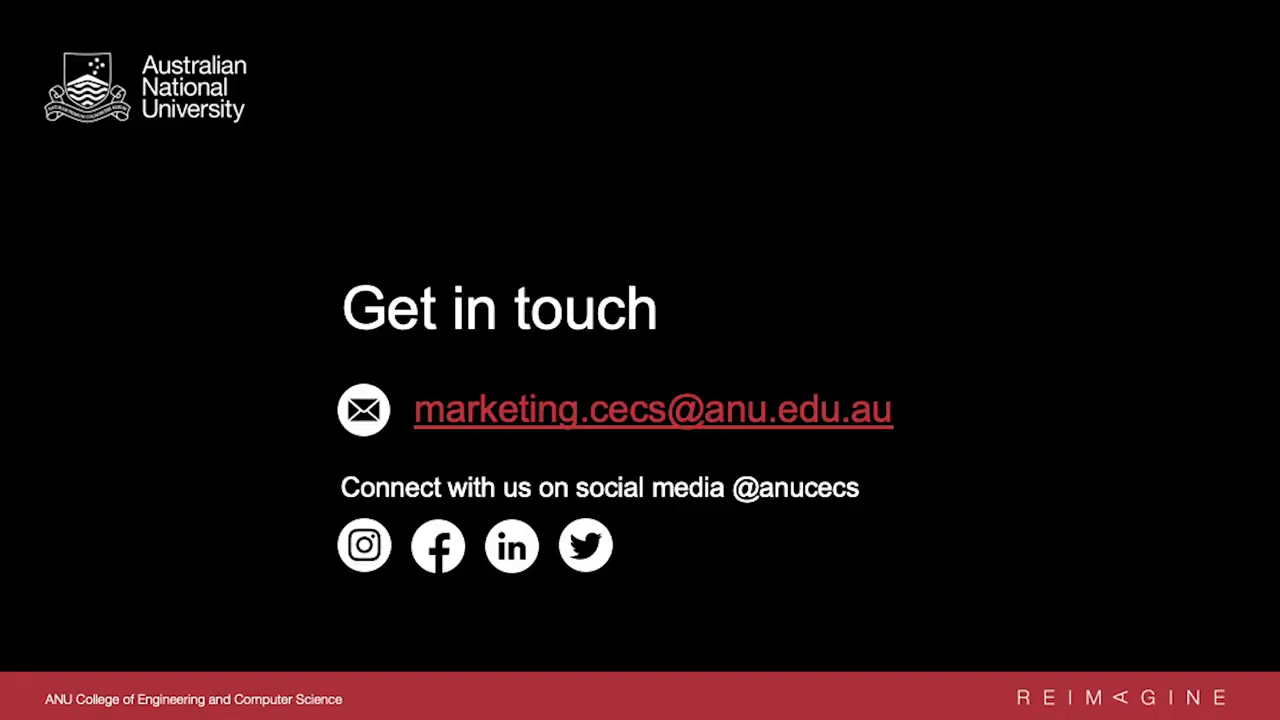 Australian
National
University
Get in touch
marketing.cecs@anu.edu.au
Connect with us on social media @anucecs
ANU College of Engineering and Computer Science
REIMAGINE